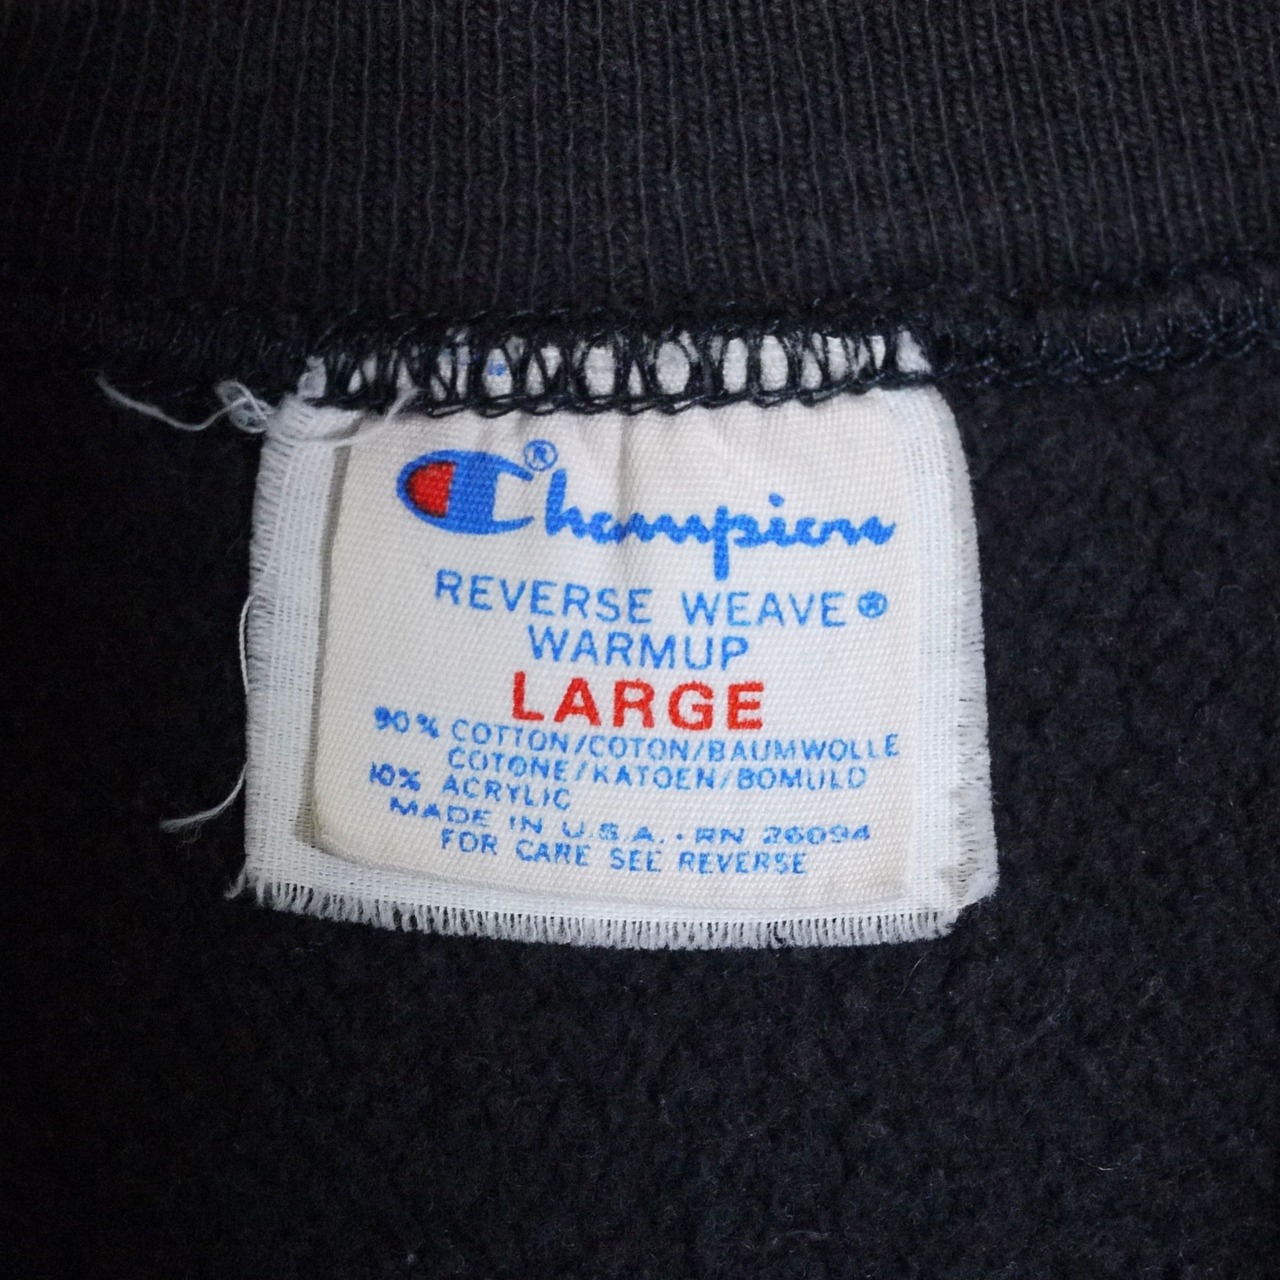 Champion®
REVERSE WEAVE®
WARMUP
LARGE
90% COTTON/COTON/BAUMWOLLE
COTONE/KATOEN/BOMULD
10% ACRYLIC
MADE IN U.S.A. · RN 26094
FOR CARE SEE REVERSE